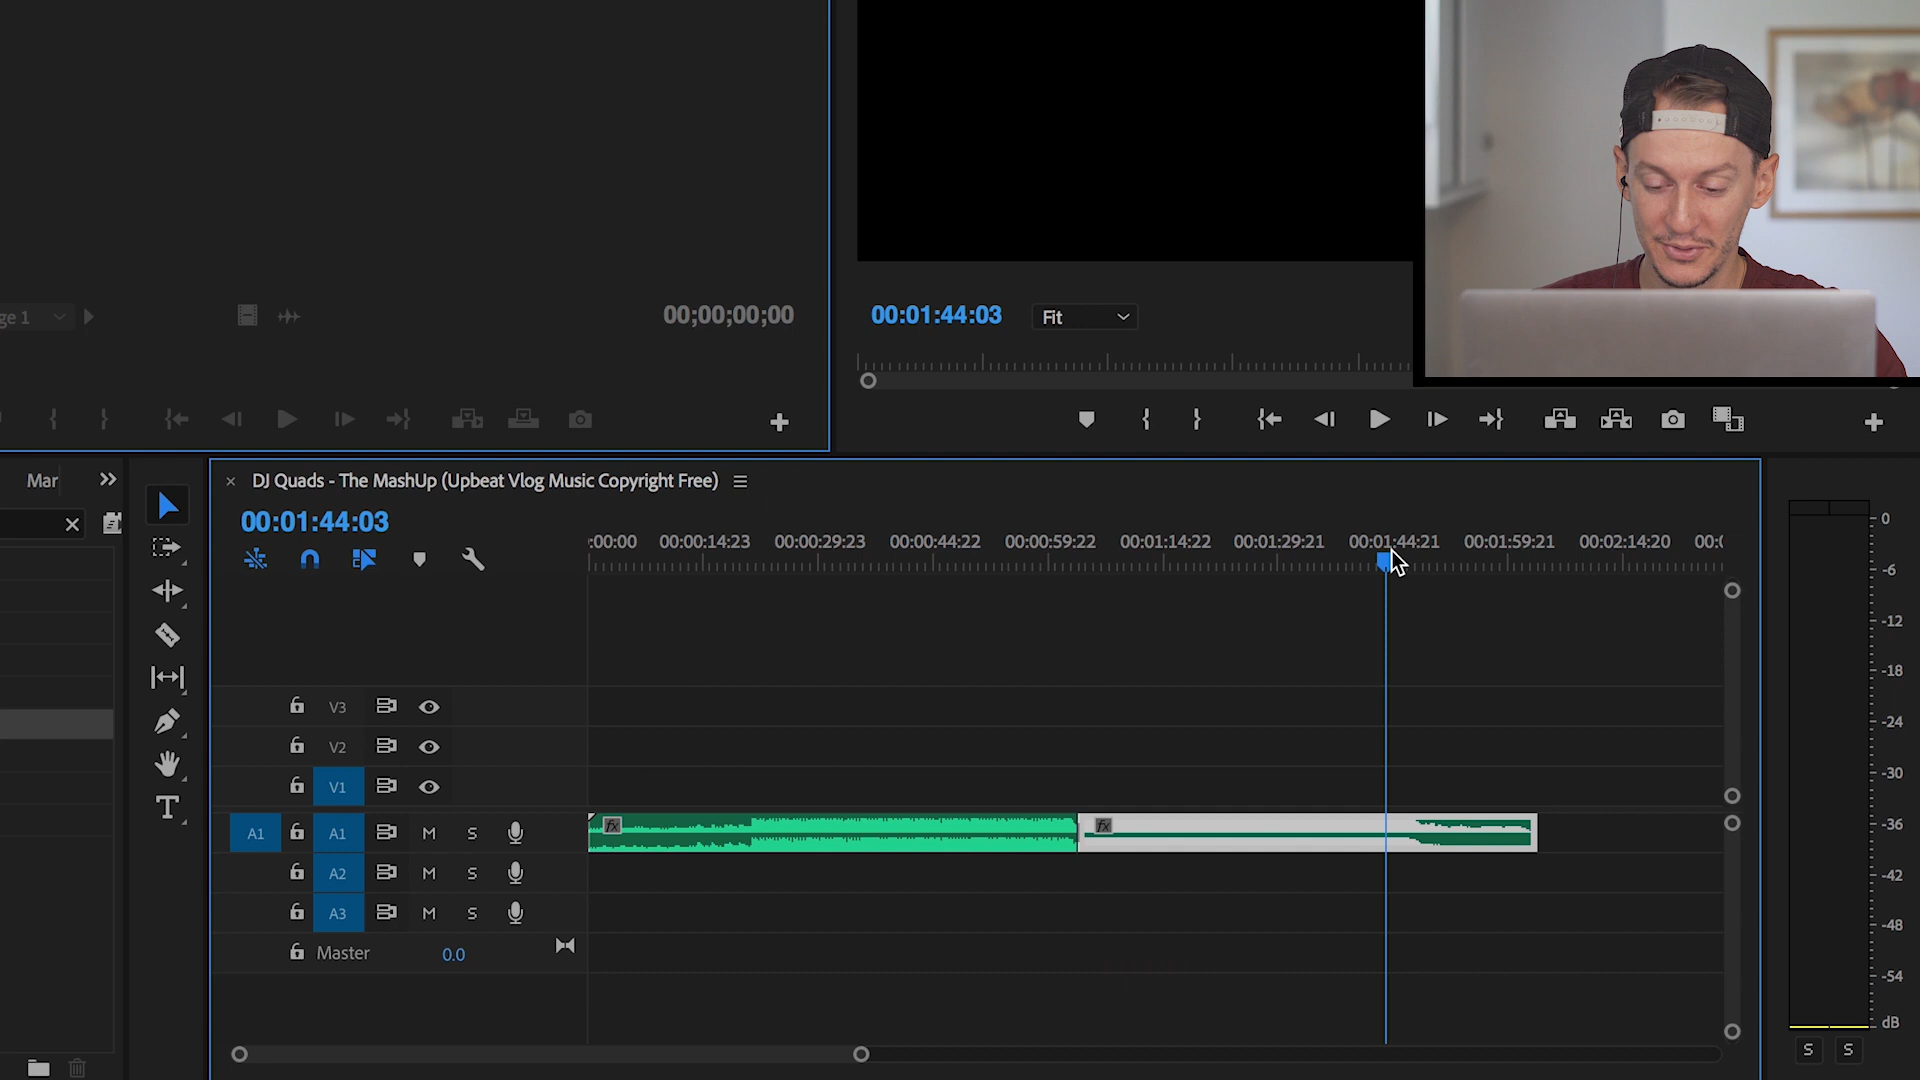 ge 1
00;00;00;00
00:01:44:03
Fit
Mar
DJ Quads - The MashUp (Upbeat Vlog Music Copyright Free)
00:01:44:03
:00:00
00:00:14:23
00:00:29:23
00:00:44:22
00:00:59:22
00:01:14:22
00:01:29:21
00:01:44:21
00:01:59:21
00:02:14:20
00:0
V3
V2
V1
A1 A1 M S
fx
fx
A2 M S
A3 M S
Master 0.0
0
-6
-12
-18
-24
-30
-36
-42
-48
-54
dB
S S